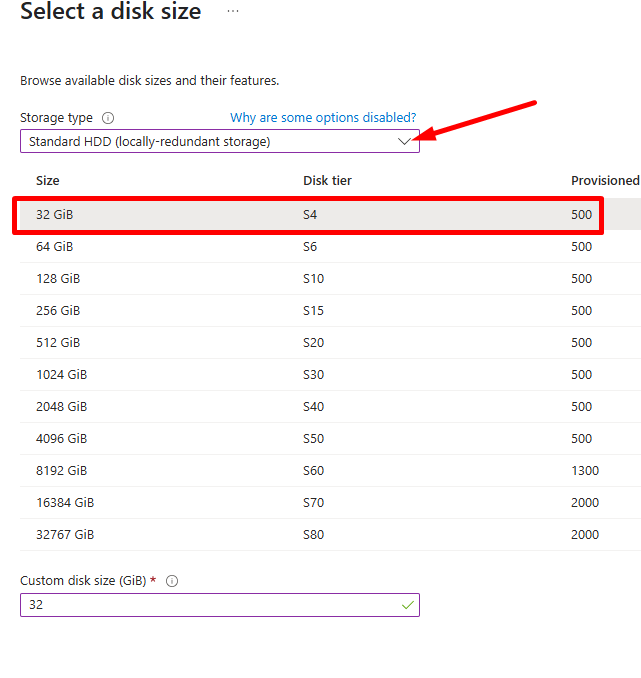 Select a disk size ...
Browse available disk sizes and their features.
Storage type Why are some options disabled?
Standard HDD (locally-redundant storage)
Size Disk tier Provisioned
32 GiB S4 500
64 GiB S6 500
128 GiB S10 500
256 GiB S15 500
512 GiB S20 500
1024 GiB S30 500
2048 GiB S40 500
4096 GiB S50 500
8192 GiB S60 1300
16384 GiB S70 2000
32767 GiB S80 2000
Custom disk size (GiB) *
32